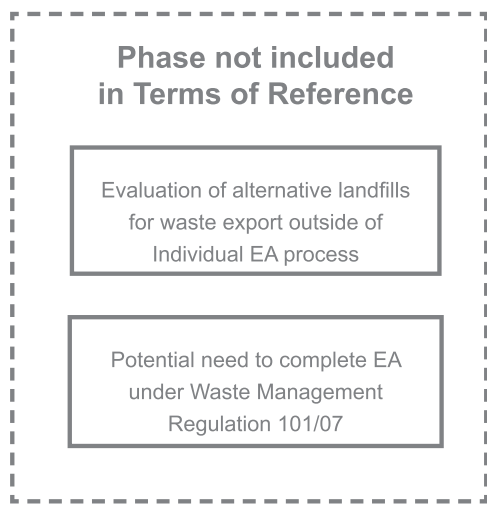 Phase not included
in Terms of Reference
Evaluation of alternative landfills
for waste export outside of
Individual EA process
Potential need to complete EA
under Waste Management
Regulation 101/07